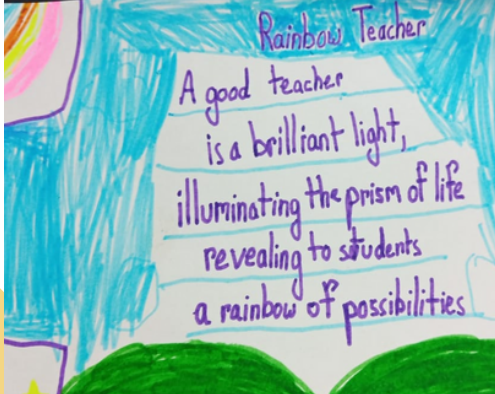 Rainbow Teacher
A good teacher
is a brilliant light,
illuminating the prism of life
revealing to students
a rainbow of possibilities